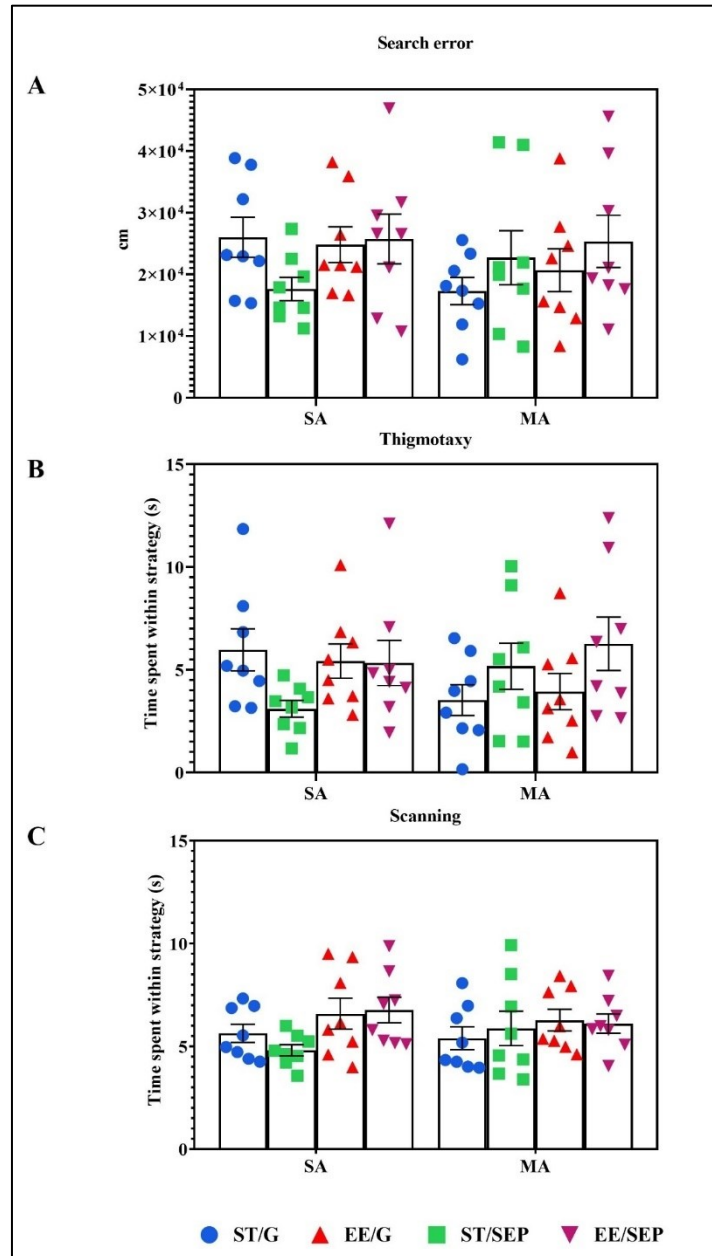 Search error
A
5×10⁴
4×10⁴
3×10⁴
2×10⁴
1×10⁴
0
cm
SA
MA
Thigmotaxy
B
15
10
5
0
Time spent within strategy (s)
SA
MA
Scanning
C
15
10
5
0
Time spent within strategy (s)
SA
MA
ST/G EE/G ST/SEP EE/SEP